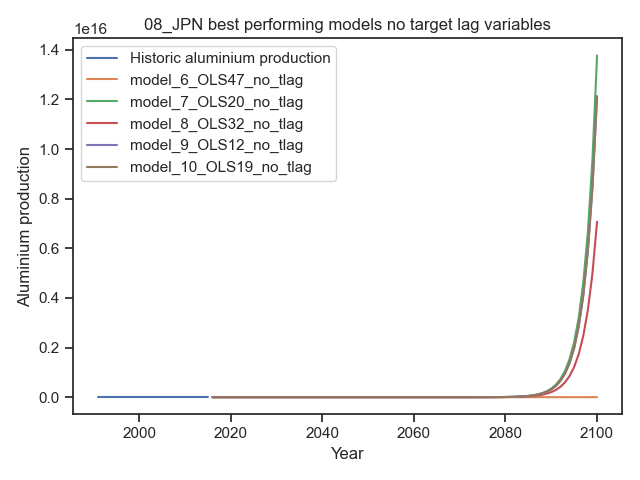 08_JPN best performing models no target lag variables
1e16
1.4
1.2
1.0
0.8
0.6
0.4
0.2
0.0
Aluminium production
Historic aluminium production
model_6_OLS47_no_tlag
model_7_OLS20_no_tlag
model_8_OLS32_no_tlag
model_9_OLS12_no_tlag
model_10_OLS19_no_tlag
2000 2020 2040 2060 2080 2100
Year